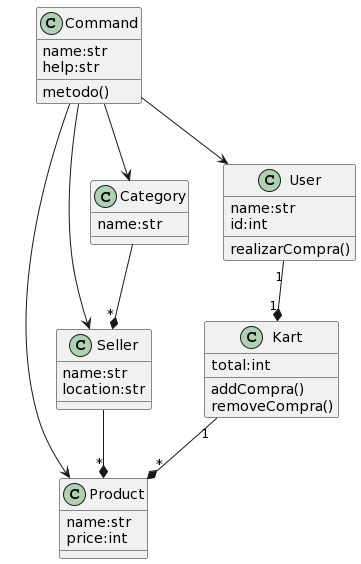 C Command
name:str
help:str
metodo()
C Category
name:str
C User
name:str
id:int
realizarCompra()
1
1
*
C Seller
name:str
location:str
C Kart
total:int
addCompra()
removeCompra()
1
*
*
C Product
name:str
price:int